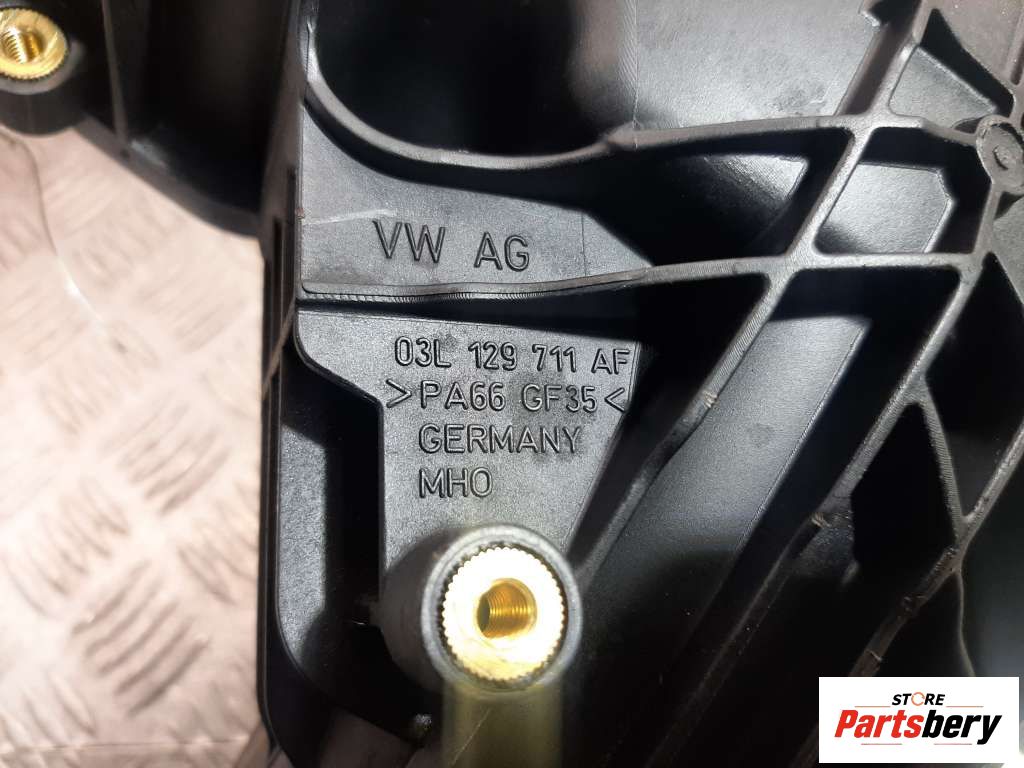 VW AG
03L 129 711 AF
>PA66 GF35<
GERMANY
MHO
STORE
Partsbery